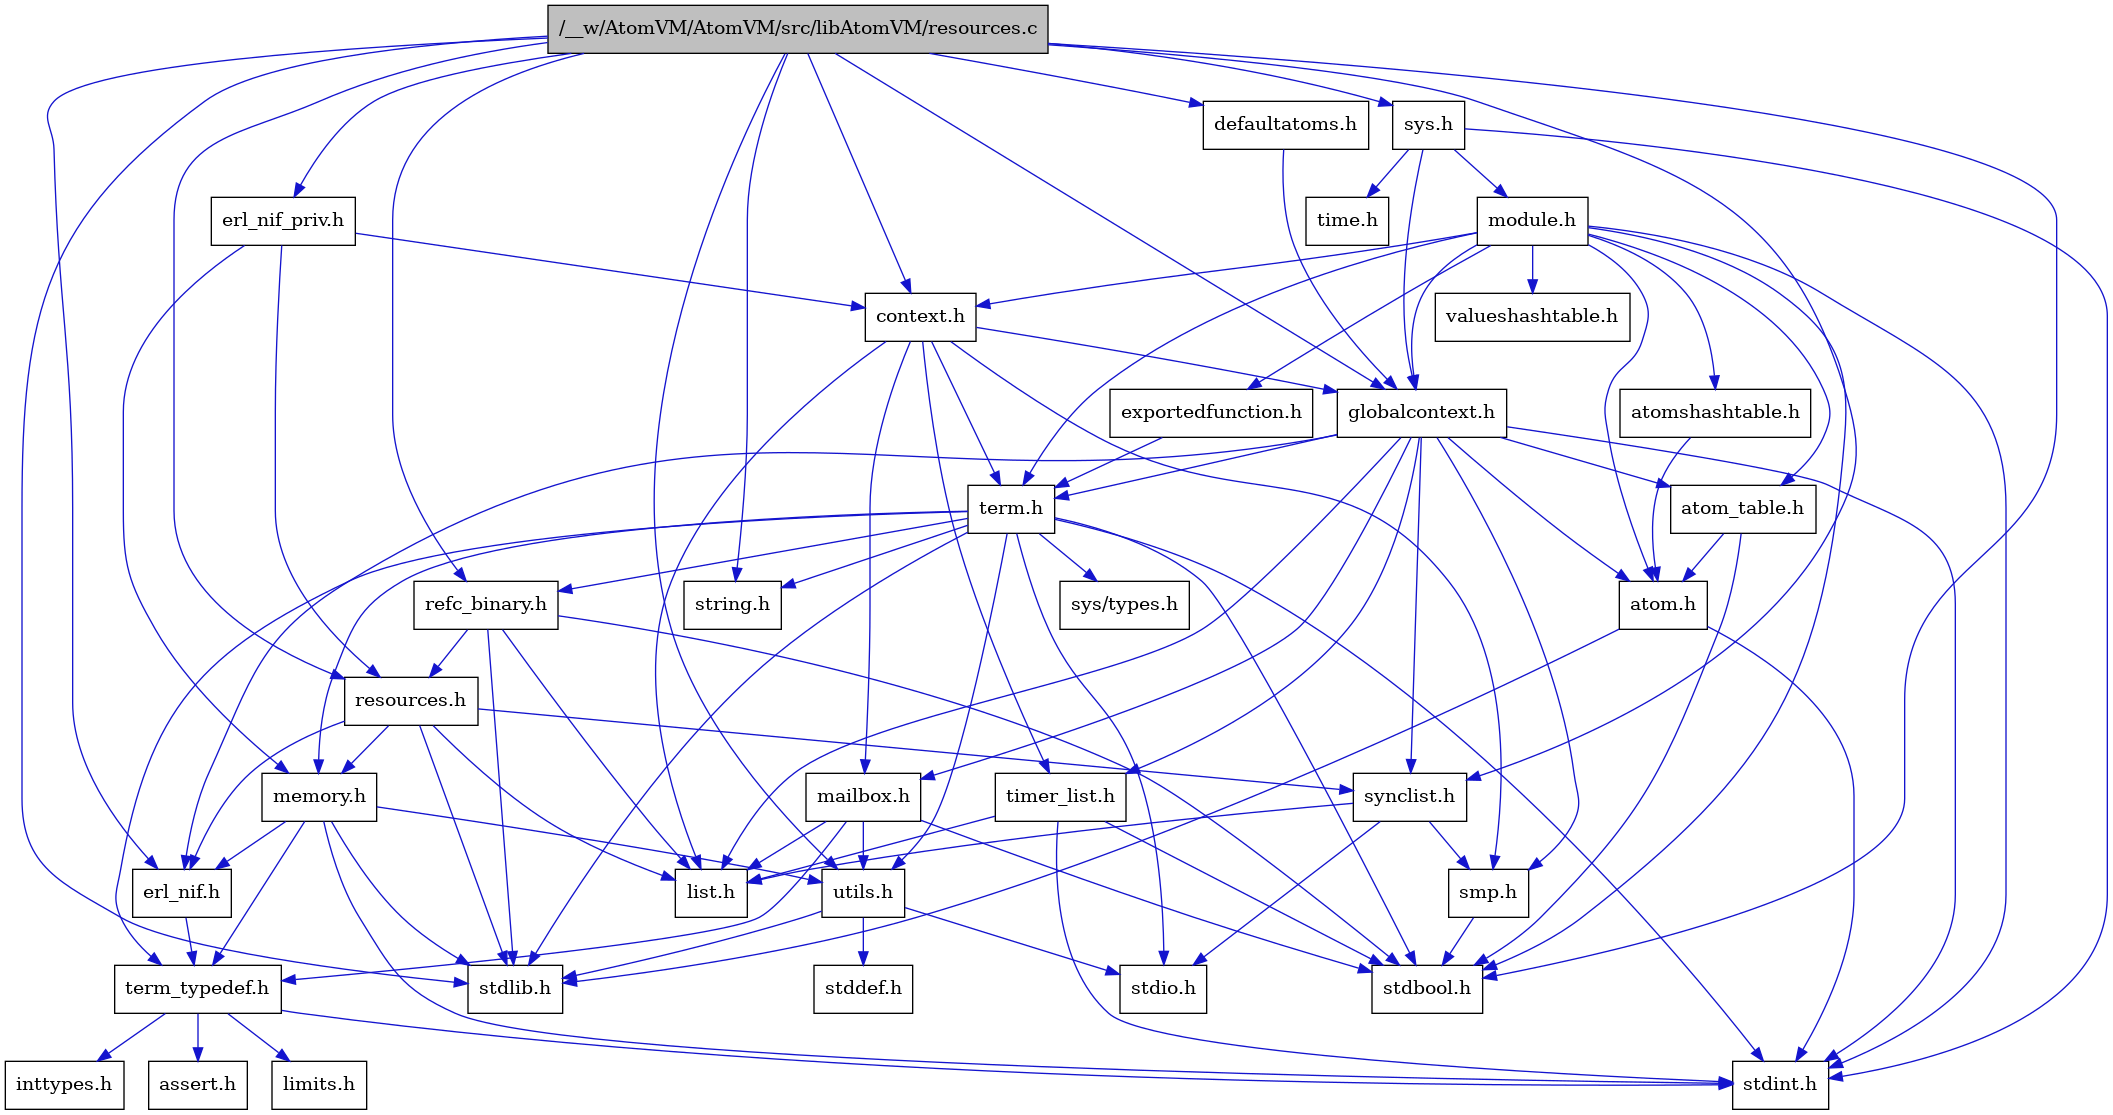 /__w/AtomVM/AtomVM/src/libAtomVM/resources.c
defaultatoms.h
sys.h
erl_nif_priv.h
time.h
module.h
context.h
valueshashtable.h
exportedfunction.h
globalcontext.h
atomshashtable.h
term.h
atom_table.h
refc_binary.h
string.h
sys/types.h
atom.h
resources.h
memory.h
mailbox.h
timer_list.h
synclist.h
erl_nif.h
list.h
utils.h
smp.h
term_typedef.h
stdlib.h
stddef.h
stdio.h
stdbool.h
inttypes.h
assert.h
limits.h
stdint.h